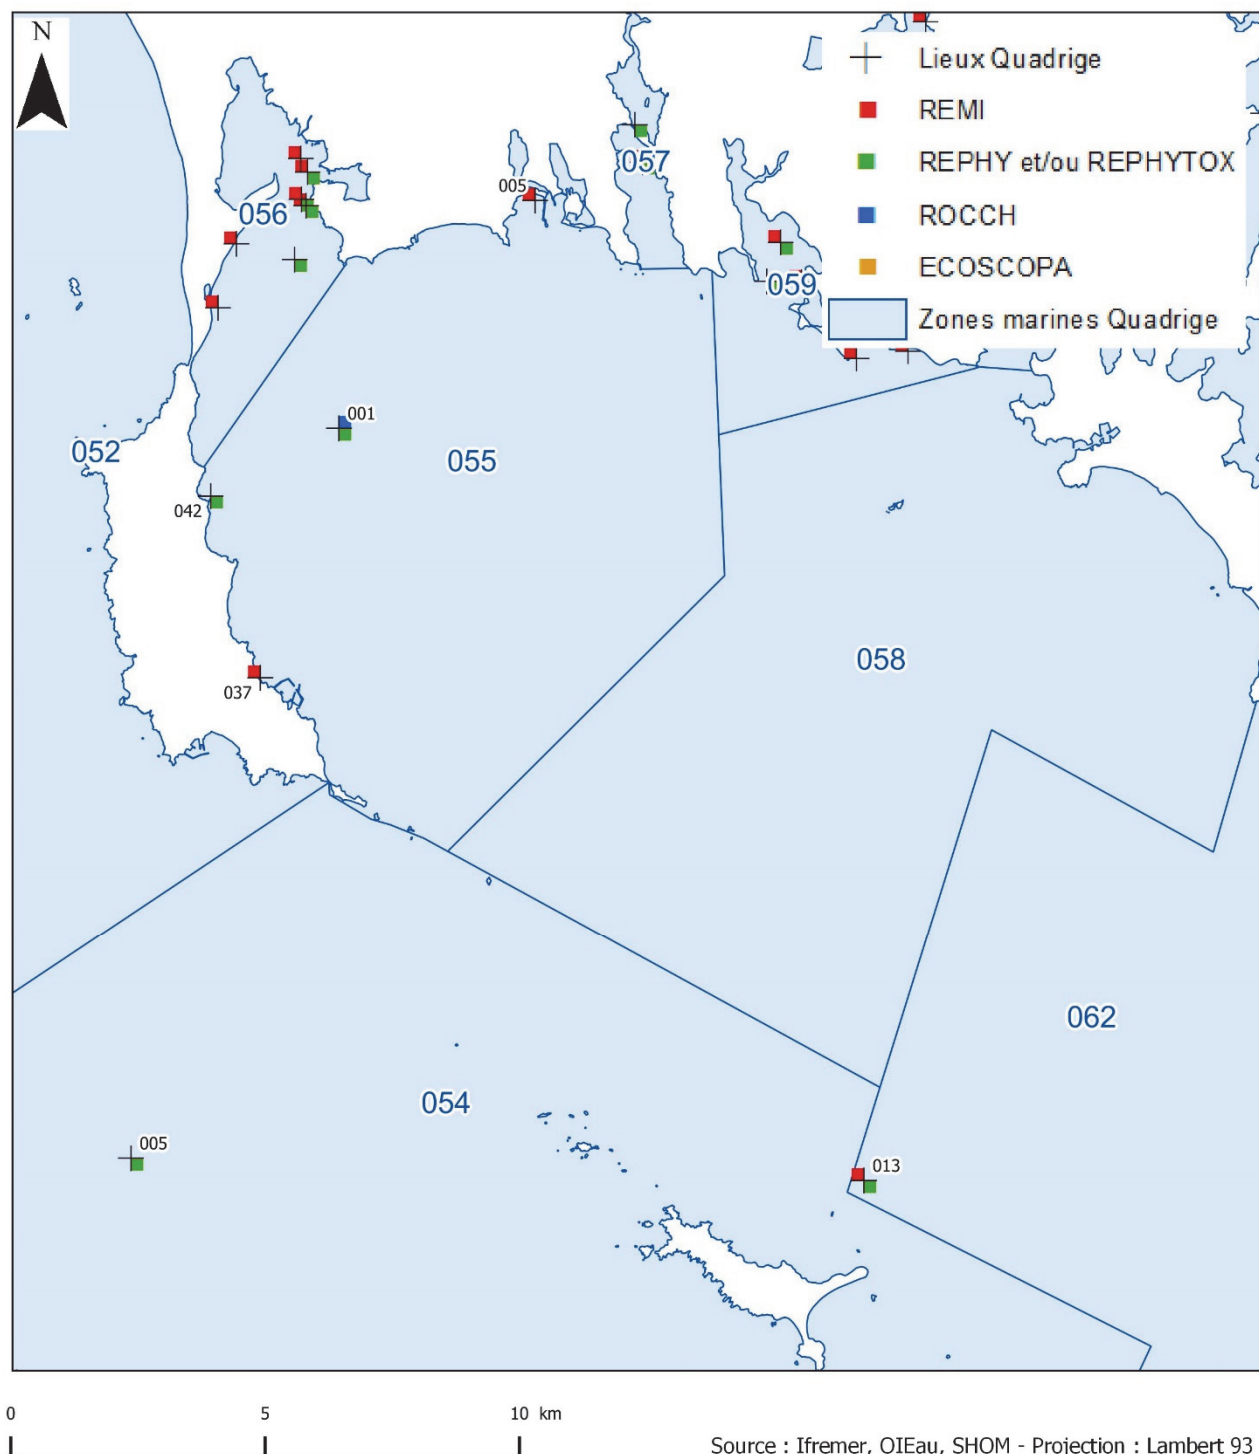 N
Lieux Quadrige
REMI
REPHY et/ou REPHYTOX
ROCCH
ECOSCOPA
Zones marines Quadrige
057
005
056
059
001
052
055
042
058
037
062
054
005
013
0 5 10 km
Source : Ifremer, OIEau, SHOM - Projection : Lambert 93